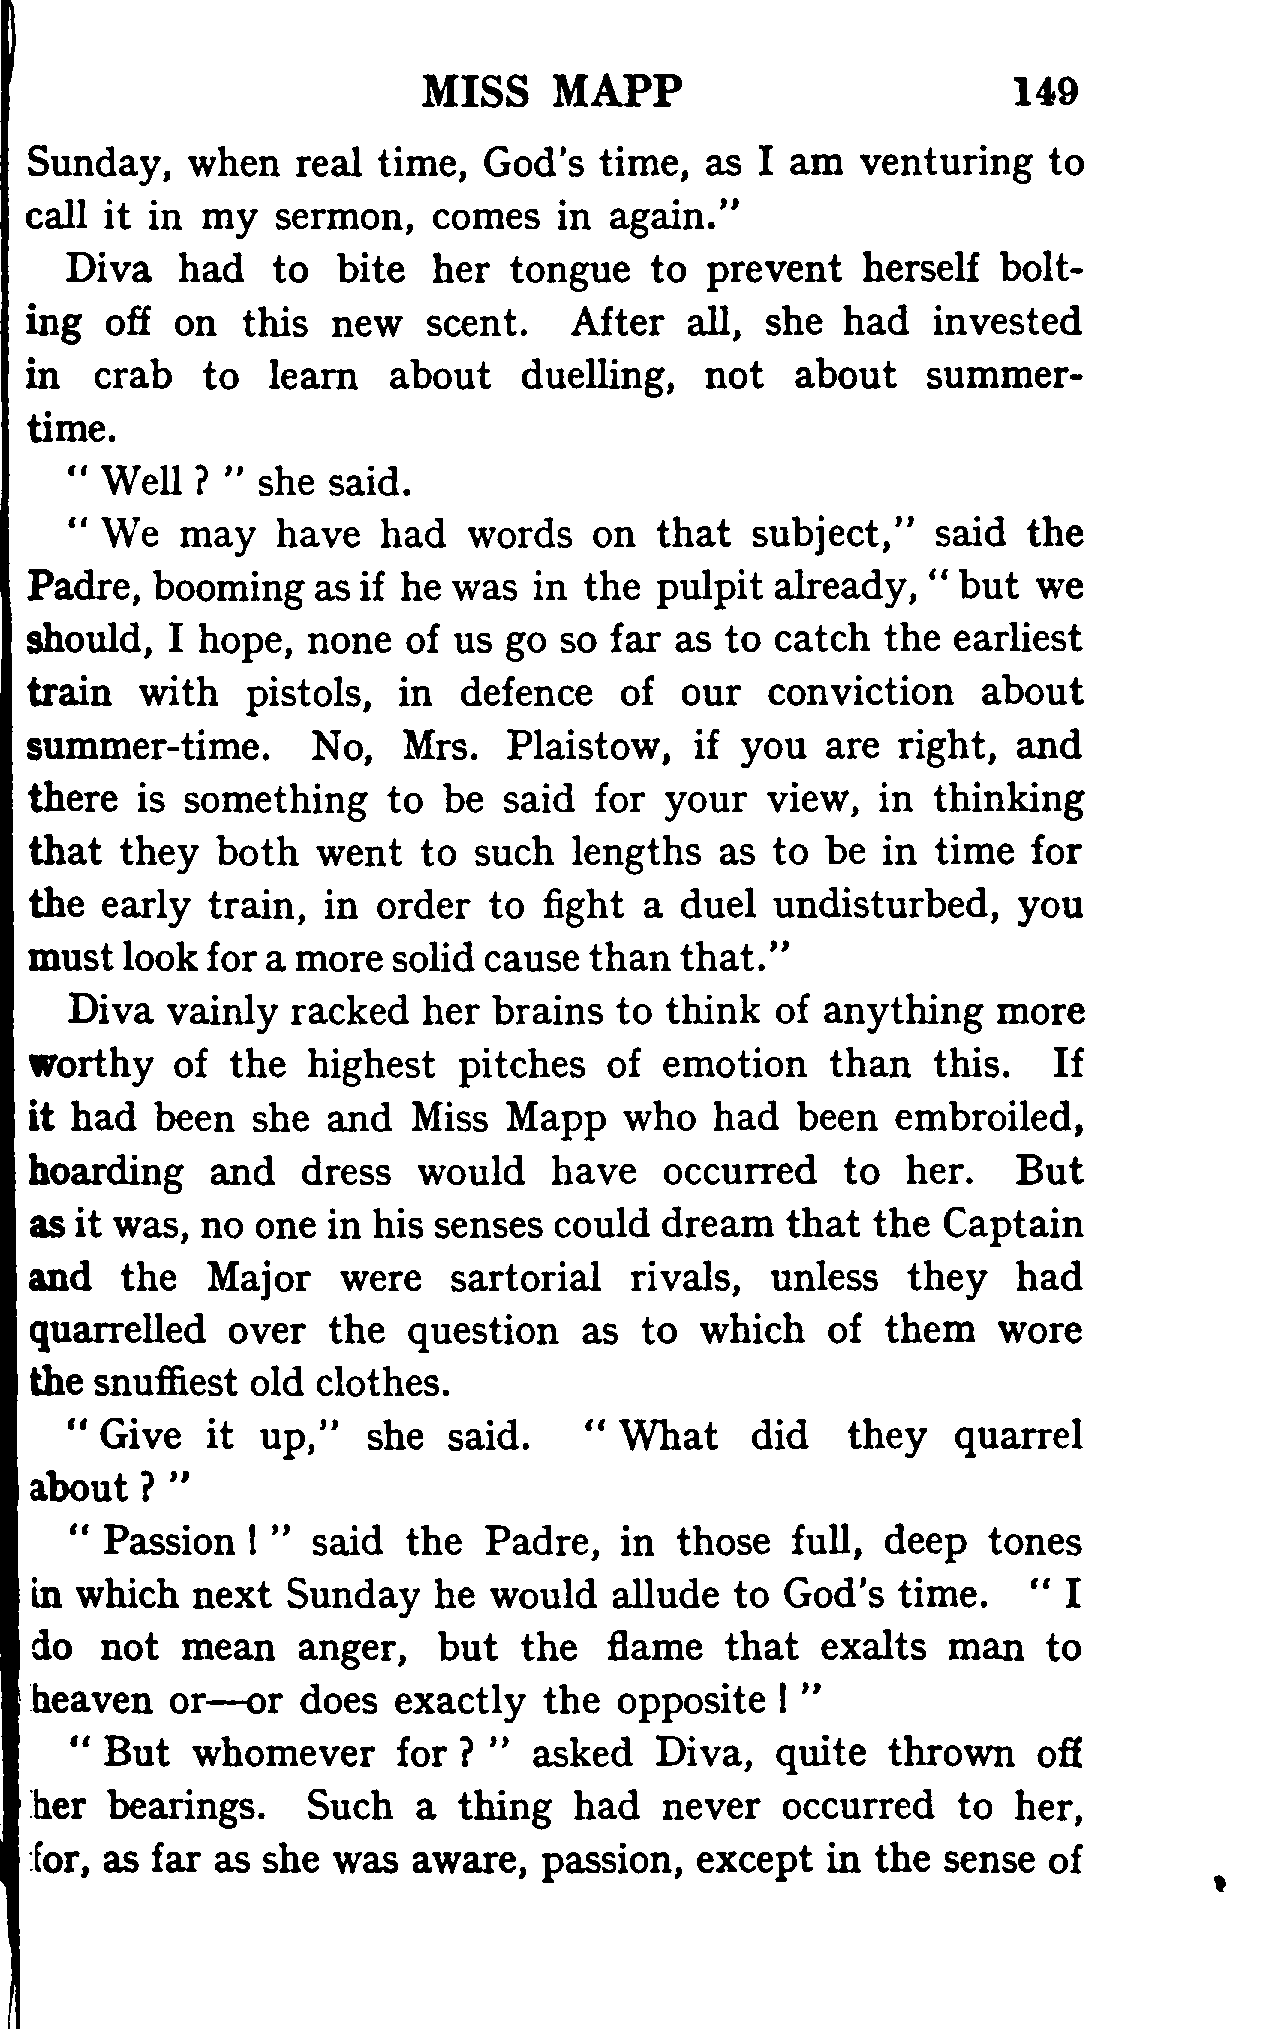 MISS MAPP 149
Sunday, when real time, God's time, as I am venturing to
call it in my sermon, comes in again."
Diva had to bite her tongue to prevent herself bolt-
ing off on this new scent. After all, she had invested
in crab to learn about duelling, not about summer-
time.
" Well ? " she said.
" We may have had words on that subject," said the
Padre, booming as if he was in the pulpit already, " but we
should, I hope, none of us go so far as to catch the earliest
train with pistols, in defence of our conviction about
summer-time. No, Mrs. Plaistow, if you are right, and
there is something to be said for your view, in thinking
that they both went to such lengths as to be in time for
the early train, in order to fight a duel undisturbed, you
must look for a more solid cause than that."
Diva vainly racked her brains to think of anything more
worthy of the highest pitches of emotion than this. If
it had been she and Miss Mapp who had been embroiled,
hoarding and dress would have occurred to her. But
as it was, no one in his senses could dream that the Captain
and the Major were sartorial rivals, unless they had
quarrelled over the question as to which of them wore
the snuffiest old clothes.
" Give it up," she said. " What did they quarrel
about ? "
" Passion ! " said the Padre, in those full, deep tones
in which next Sunday he would allude to God's time. " I
do not mean anger, but the flame that exalts man to
heaven or—or does exactly the opposite ! "
" But whomever for ? " asked Diva, quite thrown off
her bearings. Such a thing had never occurred to her,
for, as far as she was aware, passion, except in the sense of